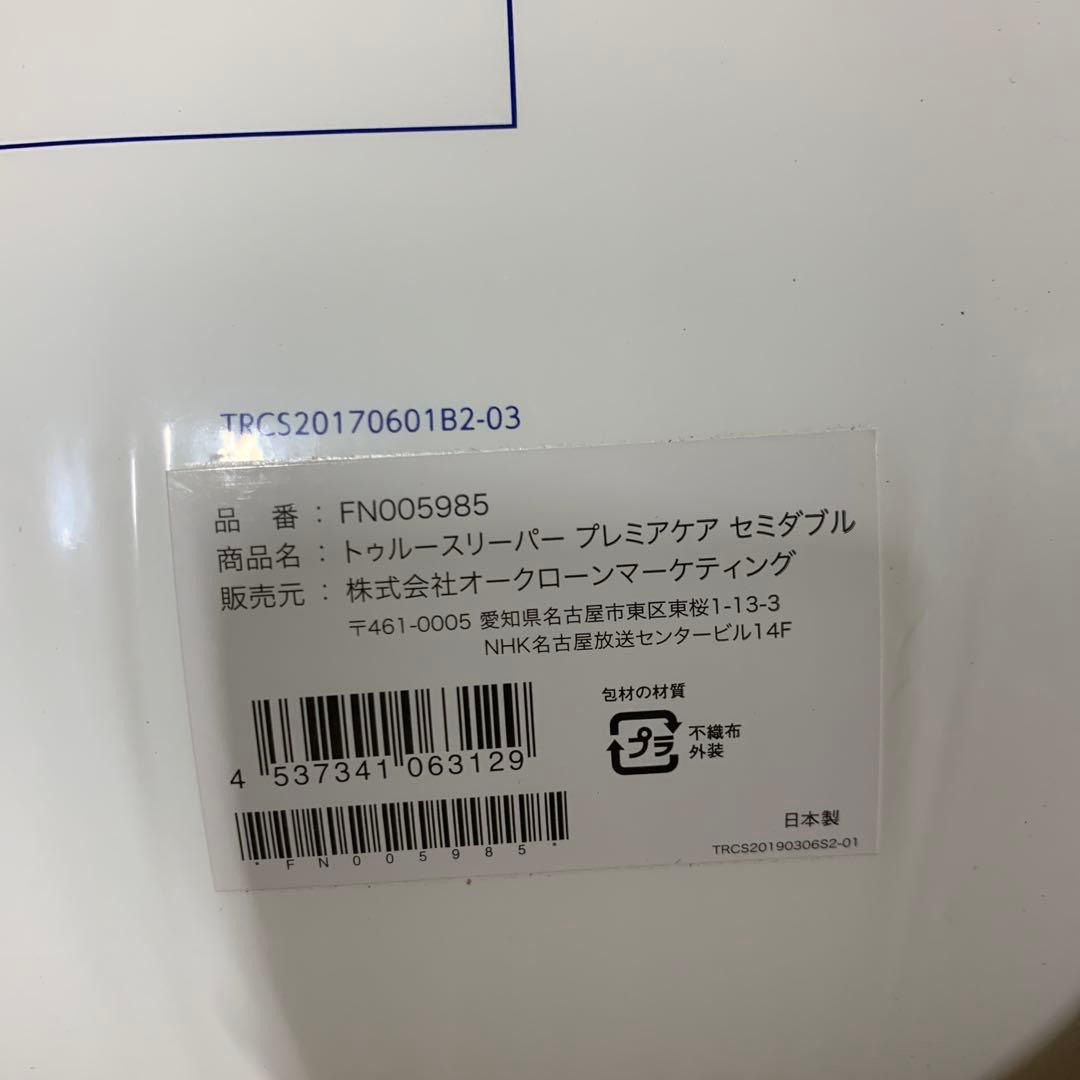 TRCS20170601B2-03
品　番 ： FN005985
商品名 ： トゥルースリーパー プレミアケア セミダブル
販売元 ： 株式会社オークローンマーケティング
〒461-0005 愛知県名古屋市東区東桜1-13-3
NHK名古屋放送センタービル14F
包材の材質
プラ
不織布
外装
4 537341 063129
*FN005985*
日本製
TRCS20190306S2-01